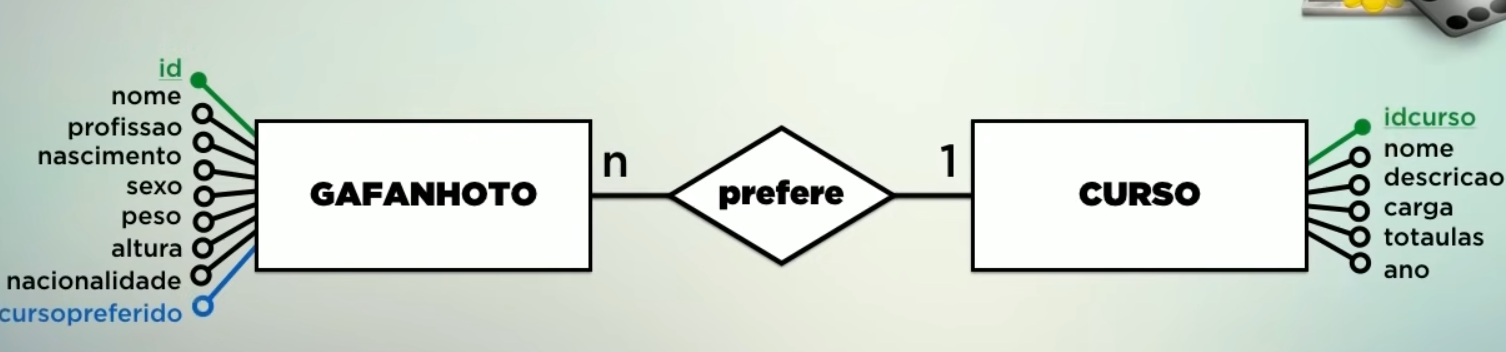 id
nome
profissao
nascimento
sexo
peso
altura
nacionalidade
cursopreferido
GAFANHOTO
n
prefere
1
CURSO
idcurso
nome
descricao
carga
totaulas
ano